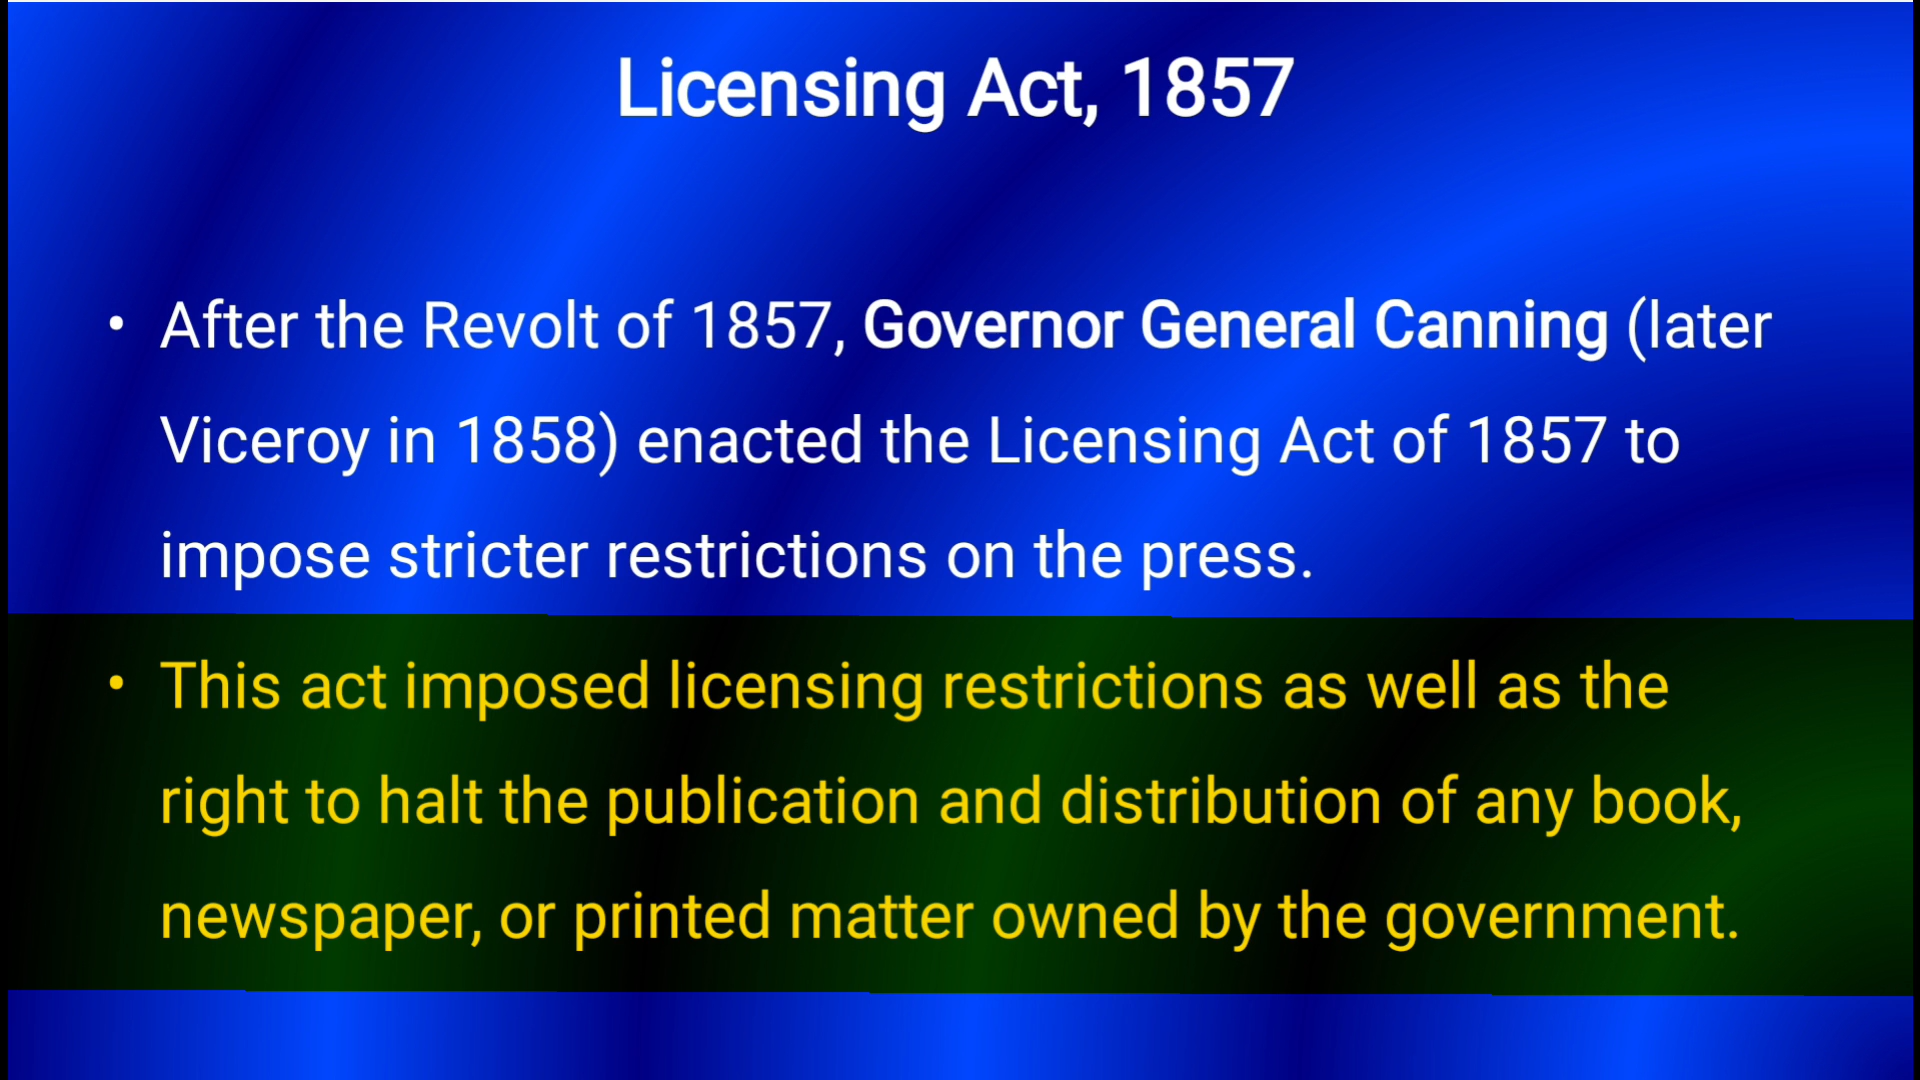 Licensing Act, 1857
• After the Revolt of 1857, Governor General Canning (later
Viceroy in 1858) enacted the Licensing Act of 1857 to
impose stricter restrictions on the press.
• This act imposed licensing restrictions as well as the
right to halt the publication and distribution of any book,
newspaper, or printed matter owned by the government.